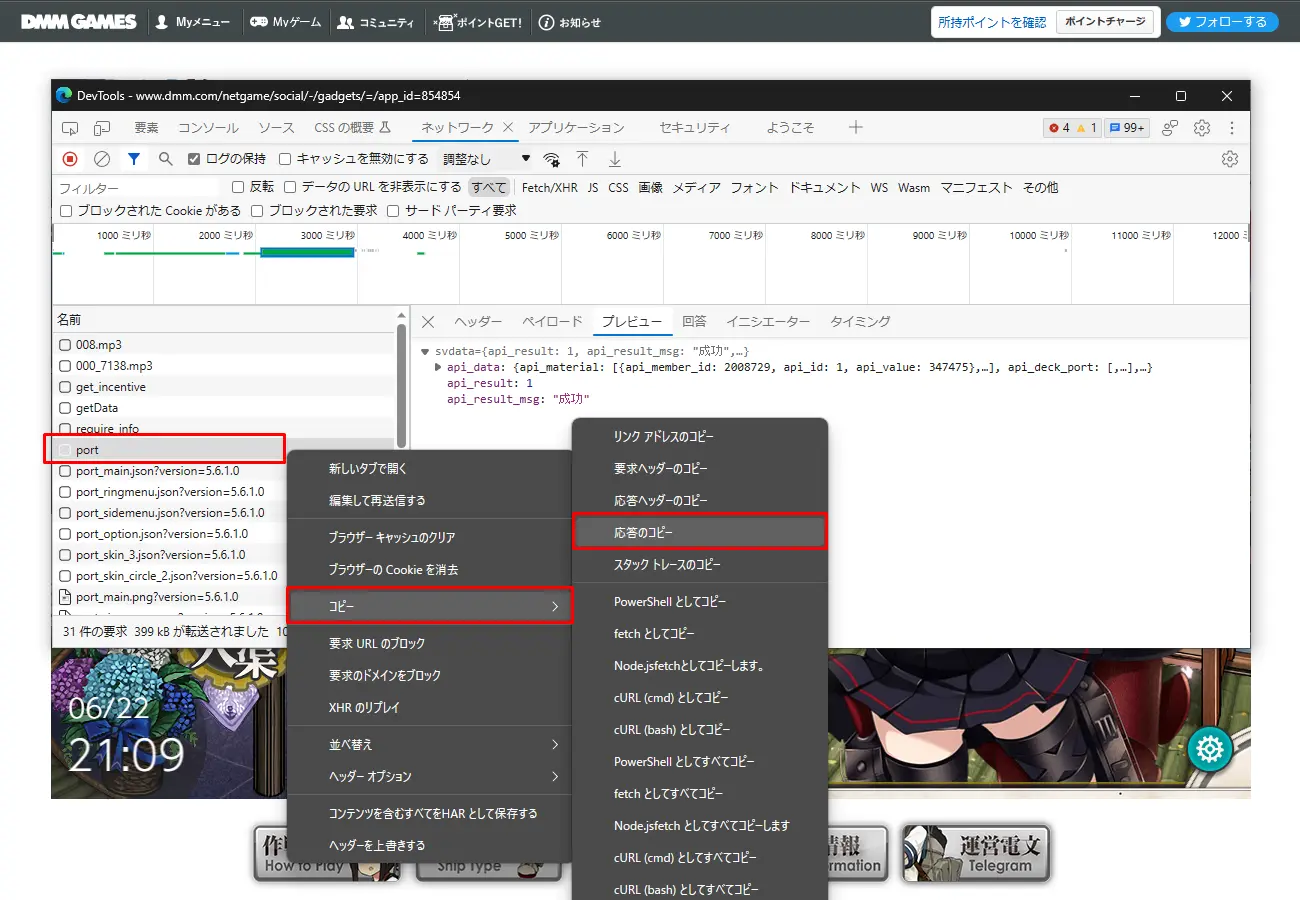 DMM GAMES Myメニュー Myゲーム コミュニティ ポイントGET! お知らせ 所持ポイントを確認 ポイントチャージ フォローする
DevTools - www.dmm.com/netgame/social/-/gadgets/=/app_id=854854
要素 コンソール ソース CSS の概要 ネットワーク アプリケーション セキュリティ ようこそ 4 1 99+
ログの保持 キャッシュを無効にする 調整なし
フィルター 反転 データの URL を非表示にする すべて Fetch/XHR JS CSS 画像 メディア フォント ドキュメント WS Wasm マニフェスト その他
ブロックされた Cookie がある ブロックされた要求 サード パーティ要求
1000 ミリ秒 2000 ミリ秒 3000 ミリ秒 4000 ミリ秒 5000 ミリ秒 6000 ミリ秒 7000 ミリ秒 8000 ミリ秒 9000 ミリ秒 10000 ミリ秒 11000 ミリ秒 12000 ミ
名前
ヘッダー ペイロード プレビュー 回答 イニシエーター タイミング
008.mp3
000_7138.mp3
get_incentive
getData
require_info
port
port_main.json?version=5.6.1.0
port_ringmenu.json?version=5.6.1.0
port_sidemenu.json?version=5.6.1.0
port_option.json?version=5.6.1.0
port_skin_3.json?version=5.6.1.0
port_skin_circle_2.json?version=5.6.1.0
port_main.png?version=5.6.1.0
31 件の要求 399 kB が転送されました 10
svdata={api_result: 1, api_result_msg: "成功",…}
api_data: {api_material: [{api_member_id: 2008729, api_id: 1, api_value: 347475},…], api_deck_port: [,…],…}
api_result: 1
api_result_msg: "成功"
新しいタブで開く
編集して再送信する
ブラウザー キャッシュのクリア
ブラウザーの Cookie を消去
コピー
要求 URL のブロック
要求のドメインをブロック
XHR のリプレイ
並べ替え
ヘッダー オプション
コンテンツを含むすべてをHAR として保存する
ヘッダーを上書きする
リンク アドレスのコピー
要求ヘッダーのコピー
応答ヘッダーのコピー
応答のコピー
スタック トレースのコピー
PowerShell としてコピー
fetch としてコピー
Node.jsfetchとしてコピーします。
cURL (cmd) としてコピー
cURL (bash) としてコピー
PowerShell としてすべてコピー
fetch としてすべてコピー
Node.jsfetch としてすべてコピーします
cURL (cmd) としてすべてコピー
cURL (bash) としてすべてコピー
06/22
21:09
作
How to Play
Ship Type
情報
rmation
運営電文
Telegram